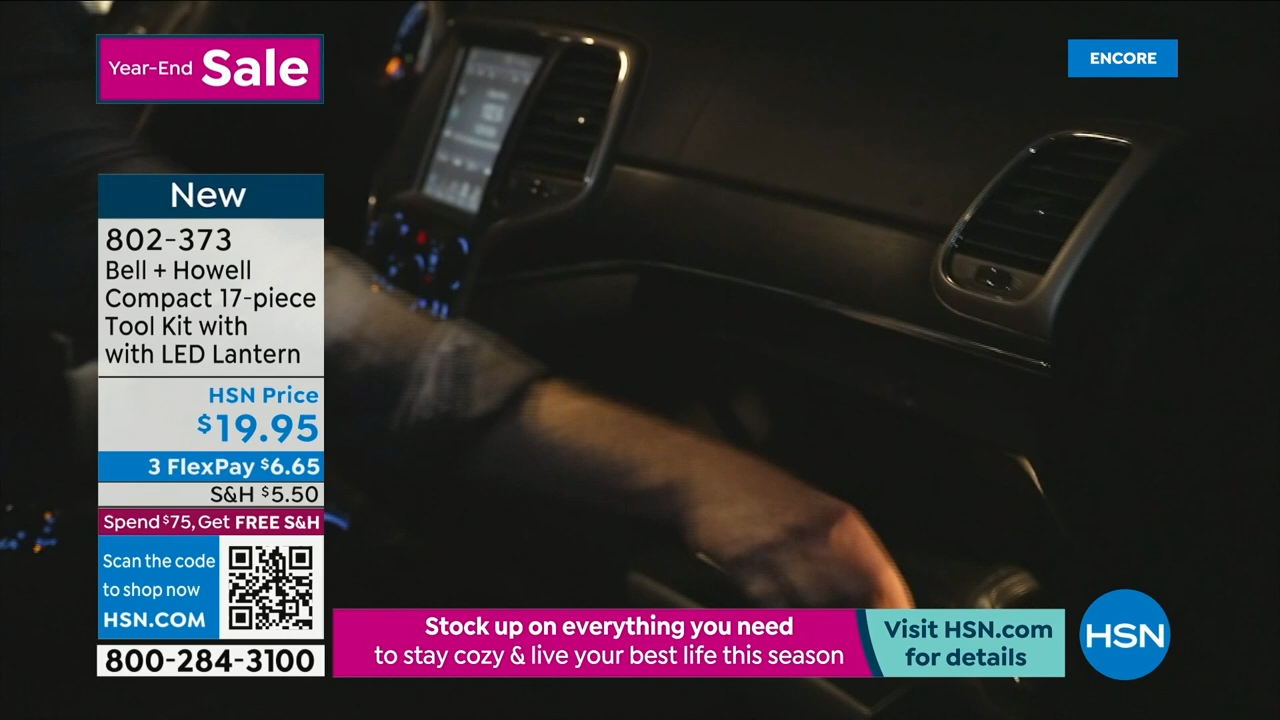 Year-End Sale
ENCORE
New
802-373
Bell + Howell
Compact 17-piece
Tool Kit with
with LED Lantern
HSN Price
$19.95
3 FlexPay $6.65
S&H $5.50
Spend $75, Get FREE S&H
Scan the code
to shop now
HSN.COM
800-284-3100
Stock up on everything you need
to stay cozy & live your best life this season
Visit HSN.com
for details
HSN